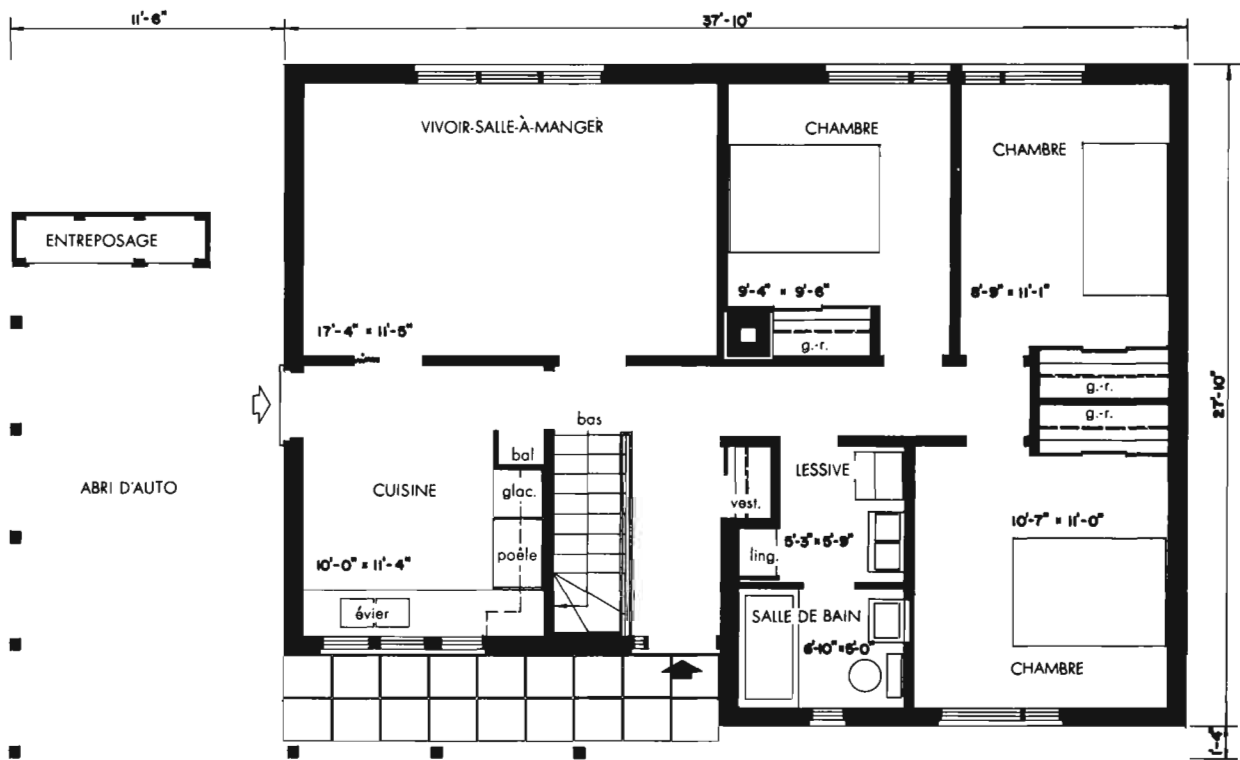 11'-6"
37'-10"
VIVOIR-SALLE-À-MANGER
CHAMBRE
CHAMBRE
ENTREPOSAGE
9'-4" × 9'-6"
8'-9" × 11'-1"
17'-4" × 11'-5"
g.-r.
g.-r.
g.-r.
27'-10"
bas
bal
LESSIVE
ABRI D'AUTO
CUISINE
glac.
vest.
10'-7" × 11'-0"
5'-3" × 5'-9"
ling.
poêle
10'-0" × 11'-4"
évier
SALLE DE BAIN
6'-10" × 5'-0"
CHAMBRE
1'-4"